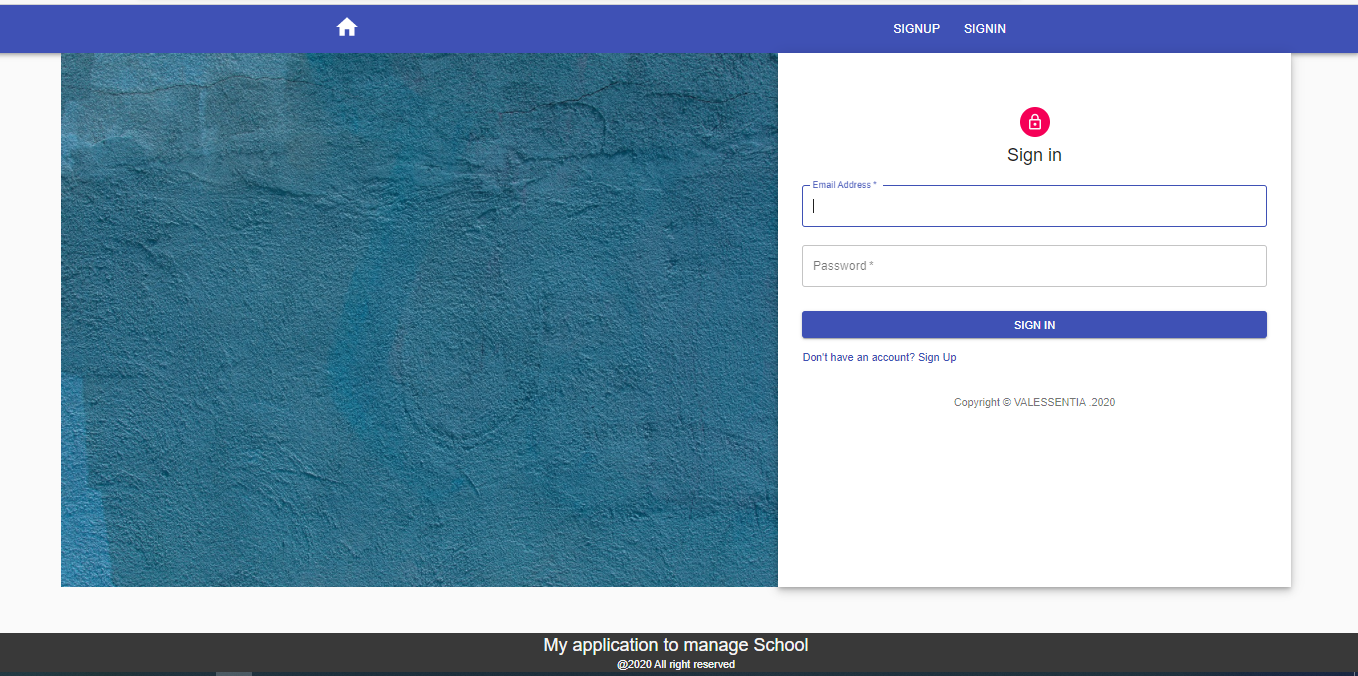 SIGNUP SIGNIN
Sign in
Email Address *
Password *
SIGN IN
Don't have an account? Sign Up
Copyright © VALESSENTIA .2020
My application to manage School
@2020 All right reserved